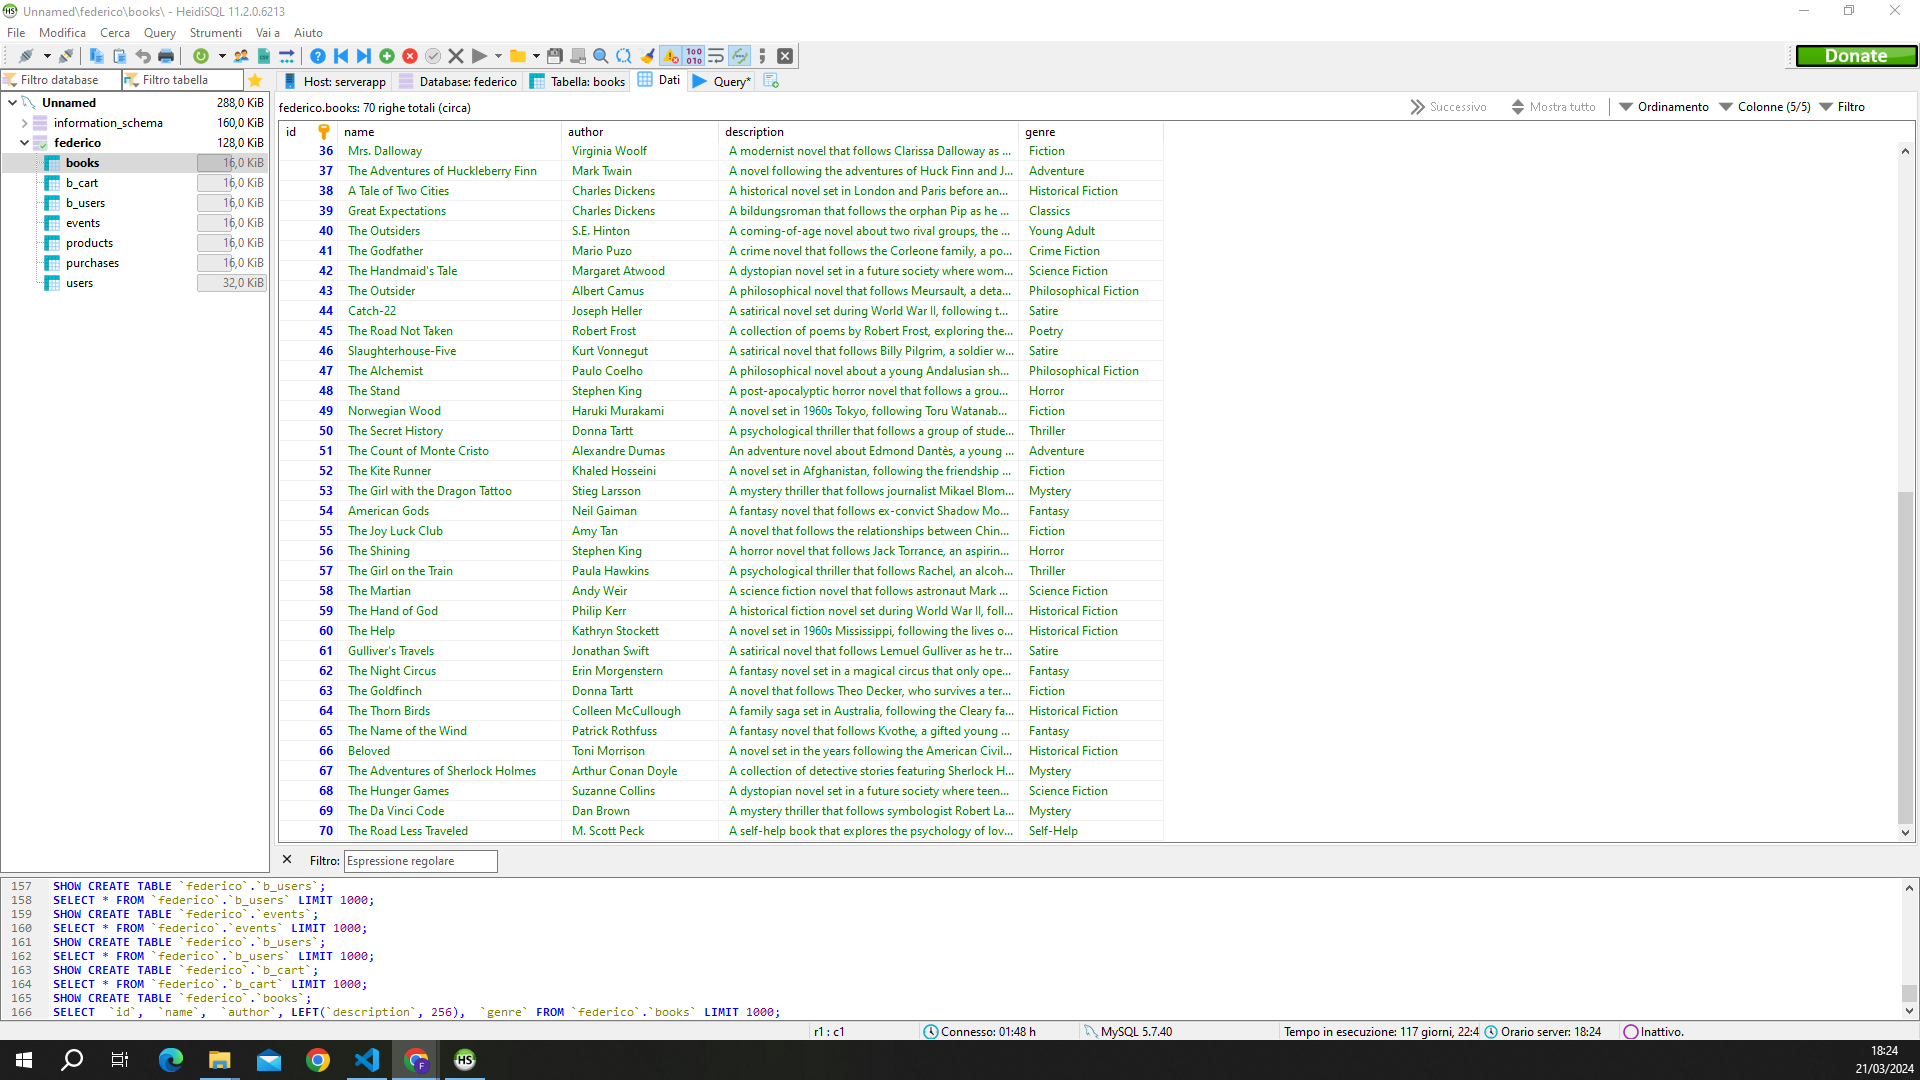 Unnamed\federico\books\ - HeidiSQL 11.2.0.6213
File Modifica Cerca Query Strumenti Vai a Aiuto
Donate
Filtro database Filtro tabella Host: serverapp Database: federico Tabella: books Dati Query*
Unnamed 288,0 KiB
information_schema 160,0 KiB
federico 128,0 KiB
books 16,0 KiB
b_cart 16,0 KiB
b_users 16,0 KiB
events 16,0 KiB
products 16,0 KiB
purchases 16,0 KiB
users 32,0 KiB
federico.books: 70 righe totali (circa) Successivo Mostra tutto Ordinamento Colonne (5/5) Filtro
id name author description genre
36 Mrs. Dalloway Virginia Woolf A modernist novel that follows Clarissa Dalloway as ... Fiction
37 The Adventures of Huckleberry Finn Mark Twain A novel following the adventures of Huck Finn and J... Adventure
38 A Tale of Two Cities Charles Dickens A historical novel set in London and Paris before an... Historical Fiction
39 Great Expectations Charles Dickens A bildungsroman that follows the orphan Pip as he ... Classics
40 The Outsiders S.E. Hinton A coming-of-age novel about two rival groups, the ... Young Adult
41 The Godfather Mario Puzo A crime novel that follows the Corleone family, a po... Crime Fiction
42 The Handmaid's Tale Margaret Atwood A dystopian novel set in a future society where wom... Science Fiction
43 The Outsider Albert Camus A philosophical novel that follows Meursault, a deta... Philosophical Fiction
44 Catch-22 Joseph Heller A satirical novel set during World War II, following t... Satire
45 The Road Not Taken Robert Frost A collection of poems by Robert Frost, exploring the... Poetry
46 Slaughterhouse-Five Kurt Vonnegut A satirical novel that follows Billy Pilgrim, a soldier w... Satire
47 The Alchemist Paulo Coelho A philosophical novel about a young Andalusian sh... Philosophical Fiction
48 The Stand Stephen King A post-apocalyptic horror novel that follows a grou... Horror
49 Norwegian Wood Haruki Murakami A novel set in 1960s Tokyo, following Toru Watanab... Fiction
50 The Secret History Donna Tartt A psychological thriller that follows a group of stude... Thriller
51 The Count of Monte Cristo Alexandre Dumas An adventure novel about Edmond Dantès, a young ... Adventure
52 The Kite Runner Khaled Hosseini A novel set in Afghanistan, following the friendship ... Fiction
53 The Girl with the Dragon Tattoo Stieg Larsson A mystery thriller that follows journalist Mikael Blom... Mystery
54 American Gods Neil Gaiman A fantasy novel that follows ex-convict Shadow Mo... Fantasy
55 The Joy Luck Club Amy Tan A novel that follows the relationships between Chin... Fiction
56 The Shining Stephen King A horror novel that follows Jack Torrance, an aspirin... Horror
57 The Girl on the Train Paula Hawkins A psychological thriller that follows Rachel, an alcoh... Thriller
58 The Martian Andy Weir A science fiction novel that follows astronaut Mark ... Science Fiction
59 The Hand of God Philip Kerr A historical fiction novel set during World War II, foll... Historical Fiction
60 The Help Kathryn Stockett A novel set in 1960s Mississippi, following the lives o... Historical Fiction
61 Gulliver's Travels Jonathan Swift A satirical novel that follows Lemuel Gulliver as he tr... Satire
62 The Night Circus Erin Morgenstern A fantasy novel set in a magical circus that only ope... Fantasy
63 The Goldfinch Donna Tartt A novel that follows Theo Decker, who survives a ter... Fiction
64 The Thorn Birds Colleen McCullough A family saga set in Australia, following the Cleary fa... Historical Fiction
65 The Name of the Wind Patrick Rothfuss A fantasy novel that follows Kvothe, a gifted young ... Fantasy
66 Beloved Toni Morrison A novel set in the years following the American Civil... Historical Fiction
67 The Adventures of Sherlock Holmes Arthur Conan Doyle A collection of detective stories featuring Sherlock H... Mystery
68 The Hunger Games Suzanne Collins A dystopian novel set in a future society where teen... Science Fiction
69 The Da Vinci Code Dan Brown A mystery thriller that follows symbologist Robert La... Mystery
70 The Road Less Traveled M. Scott Peck A self-help book that explores the psychology of lov... Self-Help
Filtro: Espressione regolare
157 SHOW CREATE TABLE `federico`.`b_users`;
158 SELECT * FROM `federico`.`b_users` LIMIT 1000;
159 SHOW CREATE TABLE `federico`.`events`;
160 SELECT * FROM `federico`.`events` LIMIT 1000;
161 SHOW CREATE TABLE `federico`.`b_users`;
162 SELECT * FROM `federico`.`b_users` LIMIT 1000;
163 SHOW CREATE TABLE `federico`.`b_cart`;
164 SELECT * FROM `federico`.`b_cart` LIMIT 1000;
165 SHOW CREATE TABLE `federico`.`books`;
166 SELECT `id`, `name`, `author`, LEFT(`description`, 256), `genre` FROM `federico`.`books` LIMIT 1000;
r1 : c1 Connesso: 01:48 h MySQL 5.7.40 Tempo in esecuzione: 117 giorni, 22:4 Orario server: 18:24 Inattivo.
HS
18:24
21/03/2024